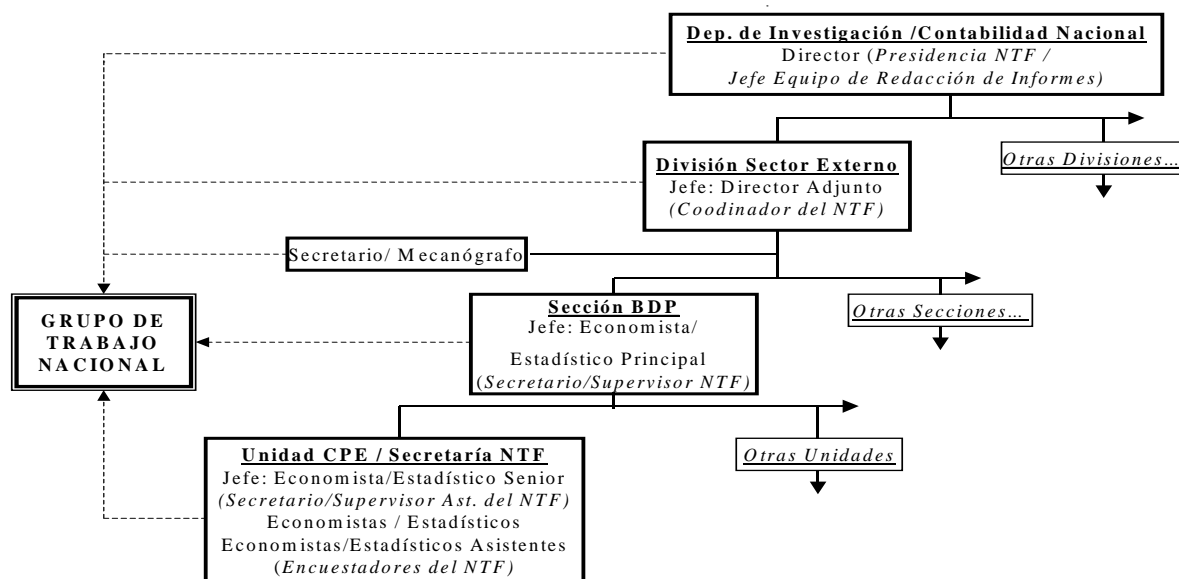 Dep. de Investigación /Contabilidad Nacional
Director (Presidencia NTF /
Jefe Equipo de Redacción de Informes)
División Sector Externo
Jefe: Director Adjunto
(Coodinador del NTF)
Otras Divisiones...
Secretario/ Mecanógrafo
Sección BDP
Jefe: Economista/
Estadístico Principal
(Secretario/Supervisor NTF)
Otras Secciones...
GRUPO DE
TRABAJO
NACIONAL
Unidad CPE / Secretaría NTF
Jefe: Economista/Estadístico Senior
(Secretario/Supervisor Ast. del NTF)
Economistas / Estadísticos
Economistas/Estadísticos Asistentes
(Encuestadores del NTF)
Otras Unidades